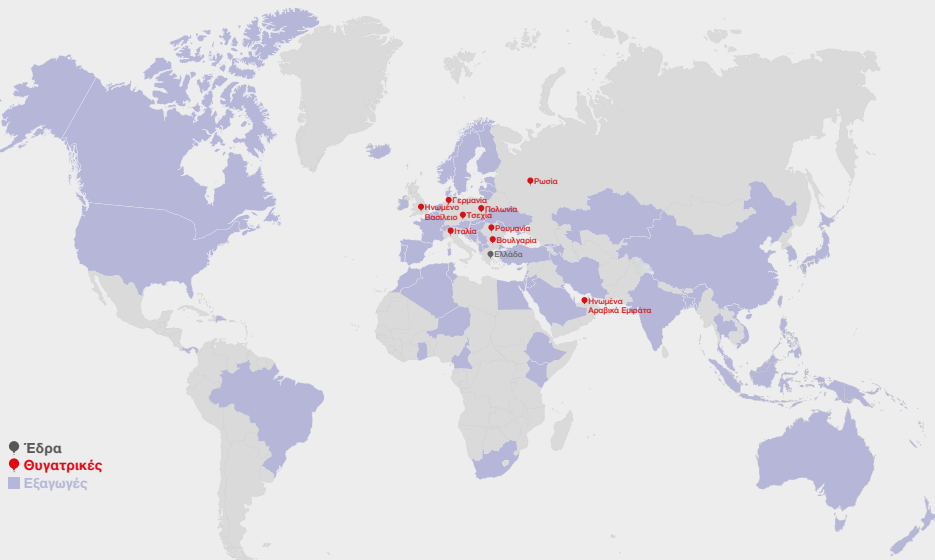 Ρωσία
Γερμανία
Ηνωμένο
Βασίλειο
Πολωνία
Τσεχία
Ρουμανία
Ιταλία
Βουλγαρία
Ελλάδα
Ηνωμένα
Αραβικά Εμιράτα
Έδρα
Θυγατρικές
Εξαγωγές